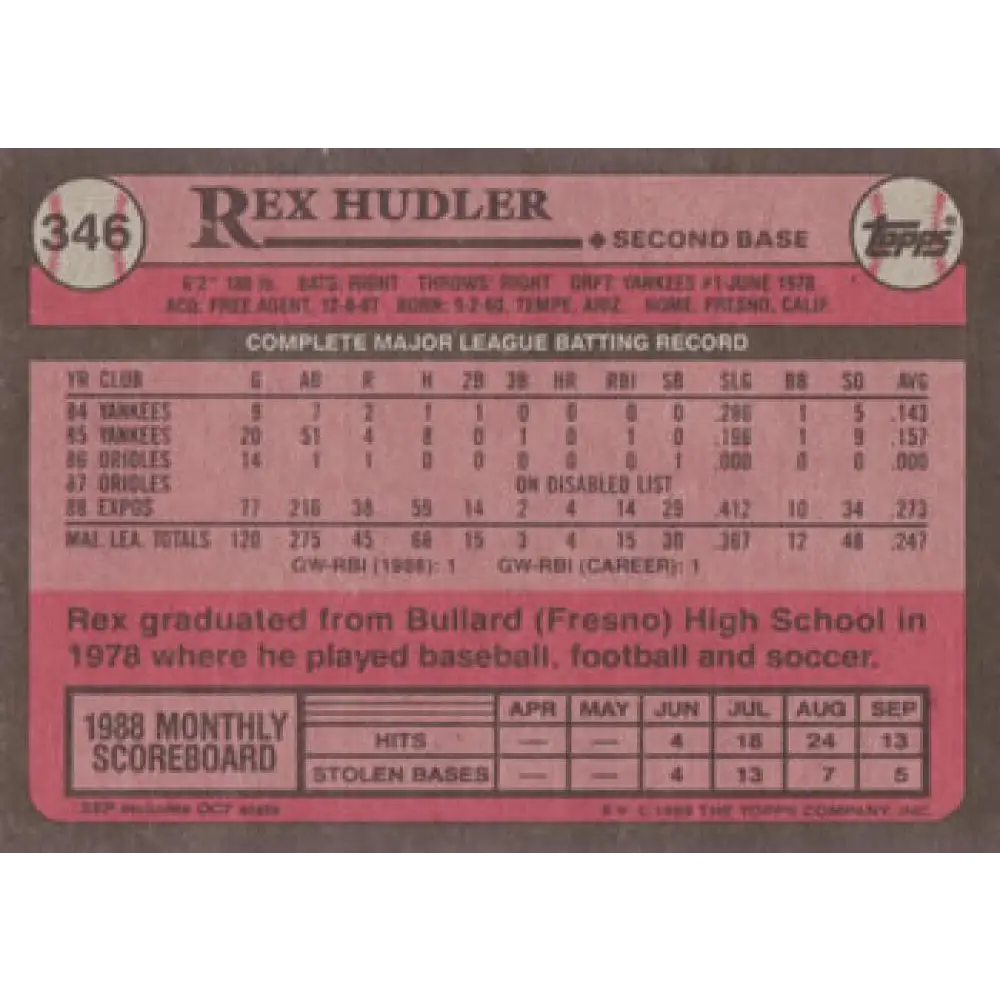 346
REX HUDLER
SECOND BASE
TOPPS
6'2" 180 lb. BATS: RIGHT THROWS: RIGHT DRFT: YANKEES #1-JUNE 1978
ACQ: FREE AGENT, 12-8-87 BORN: 9-2-60, TEMPE, ARIZ. HOME: FRESNO, CALIF.
COMPLETE MAJOR LEAGUE BATTING RECORD
YR CLUB G AB R H 2B 3B HR RBI SB SLG BB SO AVG
84 YANKEES 9 7 2 1 1 0 0 0 0 .286 1 5 .143
85 YANKEES 20 51 4 8 0 1 0 1 0 .196 1 9 .157
86 ORIOLES 14 1 1 0 0 0 0 0 1 .000 0 0 .000
87 ORIOLES ON DISABLED LIST
88 EXPOS 77 216 38 59 14 2 4 14 29 .412 10 34 .273
MAJ. LEA. TOTALS 120 275 45 68 15 3 4 15 30 .367 12 48 .247
GW-RBI (1988): 1 GW-RBI (CAREER): 1
Rex graduated from Bullard (Fresno) High School in
1978 where he played baseball, football and soccer.
1988 MONTHLY
SCOREBOARD
APR MAY JUN JUL AUG SEP
HITS — — 4 18 24 13
STOLEN BASES — — 4 13 7 5
*SEP includes OCT stats
© 1989 THE TOPPS COMPANY, INC.